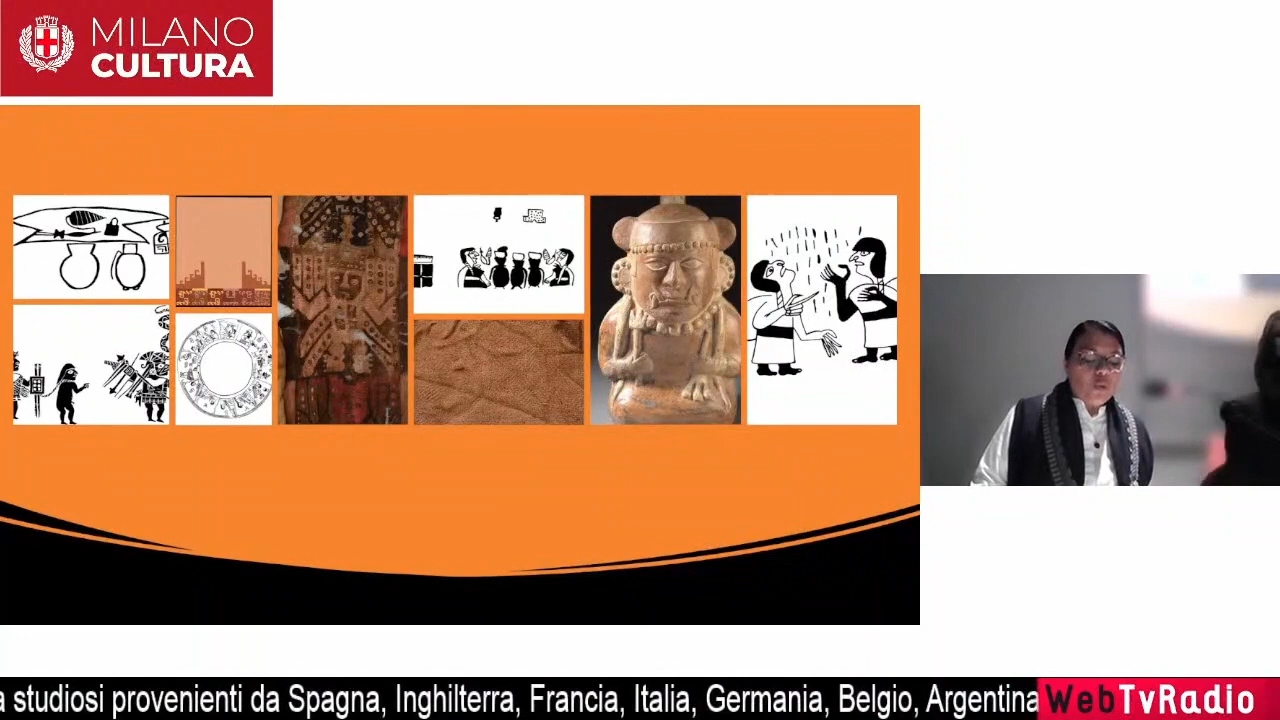 MILANO
CULTURA
a studiosi provenienti da Spagna, Inghilterra, Francia, Italia, Germania, Belgio, Argentina
WebTvRadio